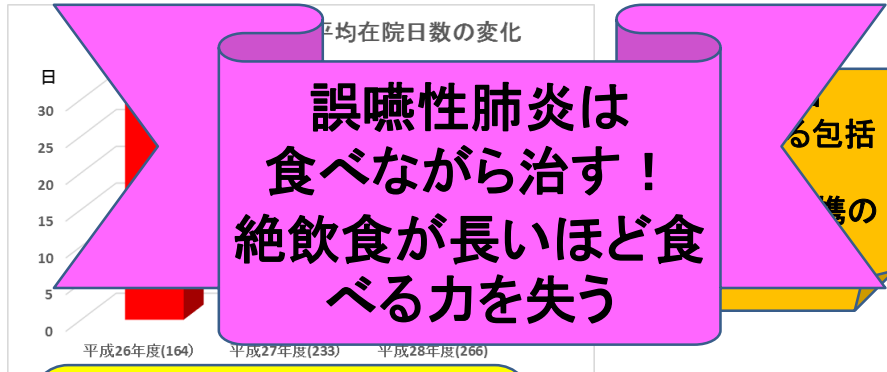 平均在院日数の変化
日
30
25
20
15
10
5
0
平成26年度(164)
平成27年度(233)
平成28年度(266)
誤嚥性肺炎は
食べながら治す！
絶飲食が長いほど食
べる力を失う
る包括
携の